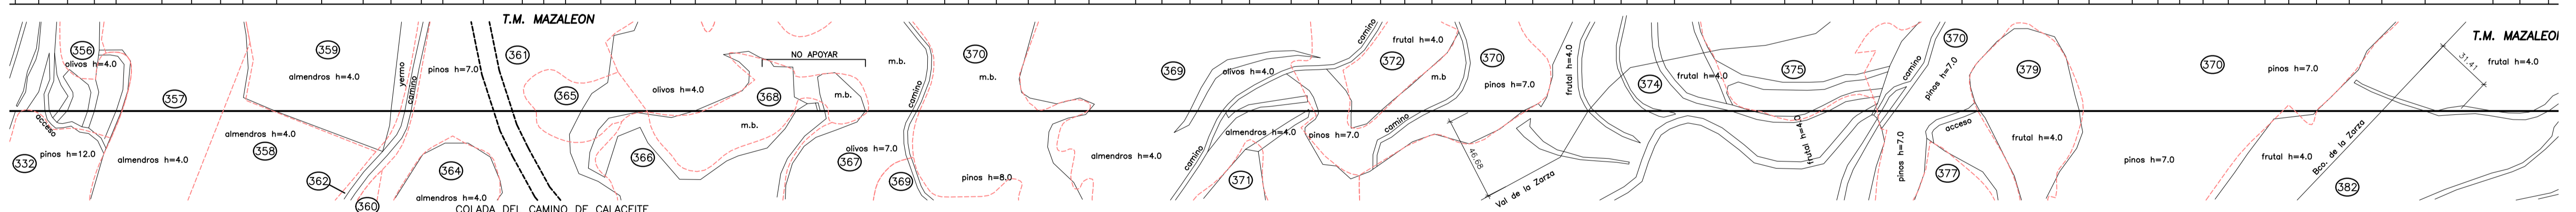 T.M. MAZALEON
356
olivos h=4.0
357
acceso
332
pinos h=12.0
almendros h=4.0
359
almendros h=4.0
almendros h=4.0
358
yermo
camino
362
360
pinos h=7.0
361
364
almendros h=4.0
COLADA DEL CAMINO DE CALACEITE
365
366
olivos h=4.0
NO APOYAR
368
m.b.
m.b.
olivos h=7.0
367
369
m.b.
camino
370
m.b.
pinos h=8.0
369
almendros h=4.0
olivos h=4.0
almendros h=4.0
camino
371
pinos h=7.0
camino
frutal h=4.0
372
m.b
camino
370
pinos h=7.0
46.68
Val de la Zarza
frutal h=4.0
374
frutal h=4.0
375
frutal h=4.0
pinos h=7.0
camino
370
pinos h=7.0
acceso
377
379
frutal h=4.0
pinos h=7.0
370
pinos h=7.0
frutal h=4.0
Bco. de la Zarza
382
31.41
T.M. MAZALEO
frutal h=4.0